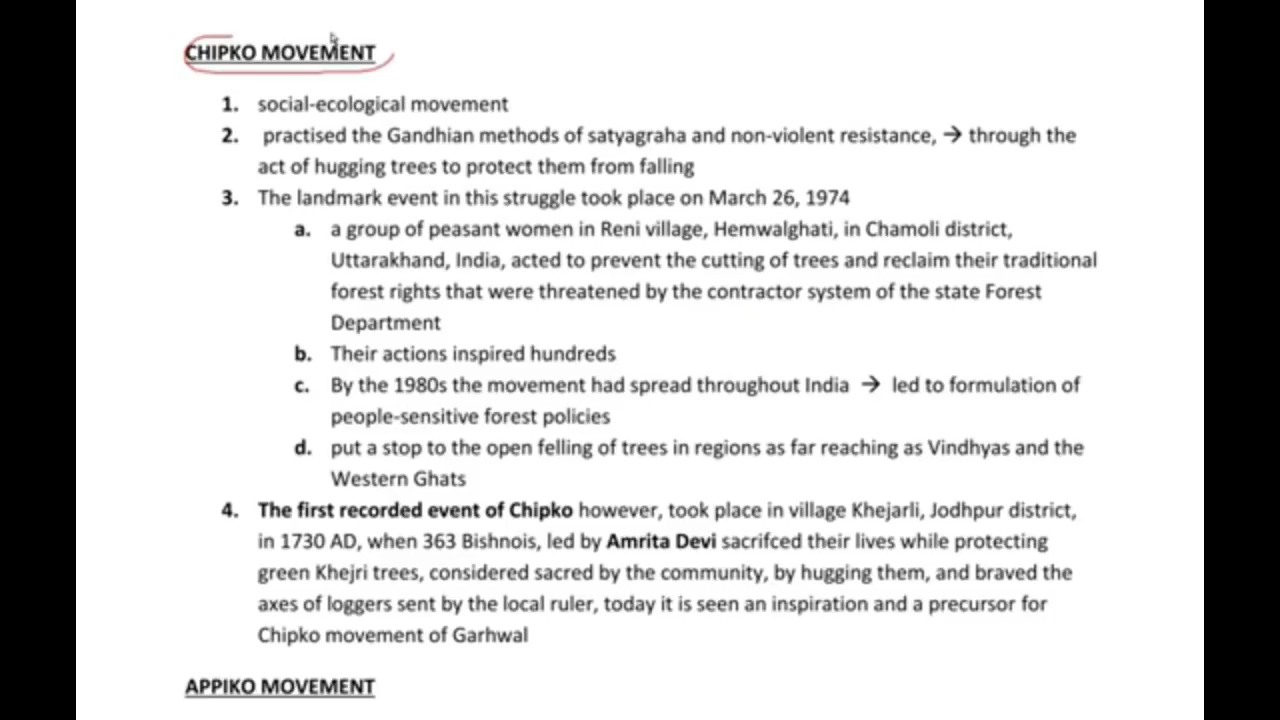 CHIPKO MOVEMENT
1. social-ecological movement
2. practised the Gandhian methods of satyagraha and non-violent resistance, → through the
act of hugging trees to protect them from falling
3. The landmark event in this struggle took place on March 26, 1974
a. a group of peasant women in Reni village, Hemwalghati, in Chamoli district,
Uttarakhand, India, acted to prevent the cutting of trees and reclaim their traditional
forest rights that were threatened by the contractor system of the state Forest
Department
b. Their actions inspired hundreds
c. By the 1980s the movement had spread throughout India → led to formulation of
people-sensitive forest policies
d. put a stop to the open felling of trees in regions as far reaching as Vindhyas and the
Western Ghats
4. The first recorded event of Chipko however, took place in village Khejarli, Jodhpur district,
in 1730 AD, when 363 Bishnois, led by Amrita Devi sacrifced their lives while protecting
green Khejri trees, considered sacred by the community, by hugging them, and braved the
axes of loggers sent by the local ruler, today it is seen an inspiration and a precursor for
Chipko movement of Garhwal
APPIKO MOVEMENT